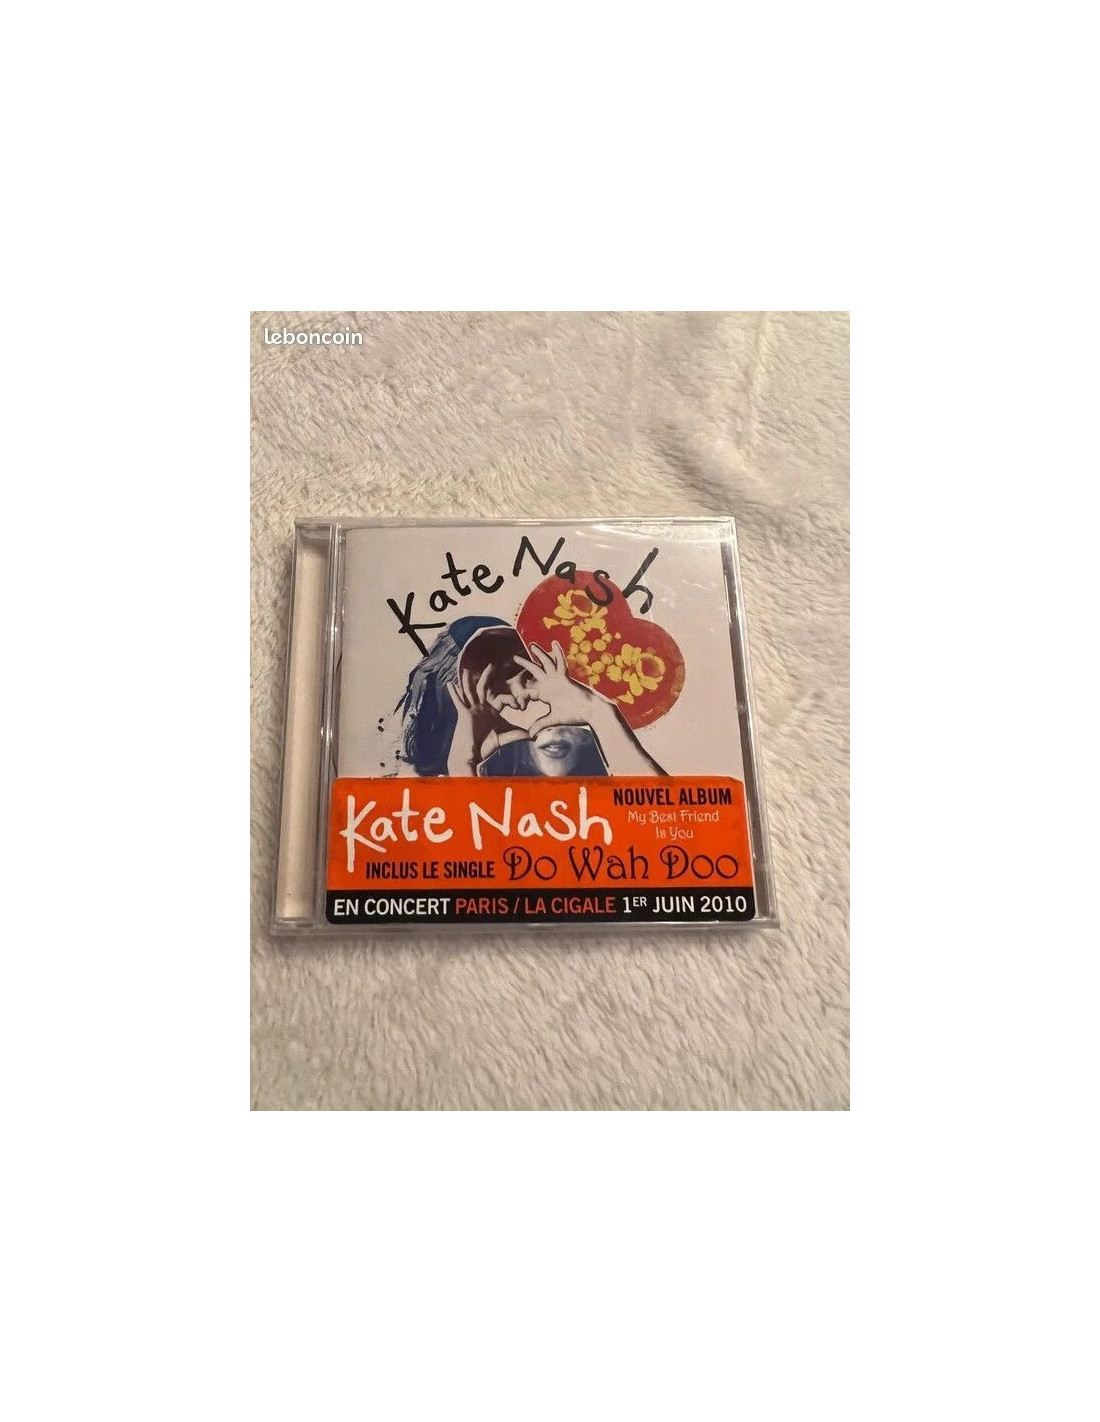 leboncoin
Kate Nash
Kate Nash
NOUVEL ALBUM
My Best Friend
Is You
INCLUS LE SINGLE Do Wah Doo
EN CONCERT PARIS / LA CIGALE 1ER JUIN 2010